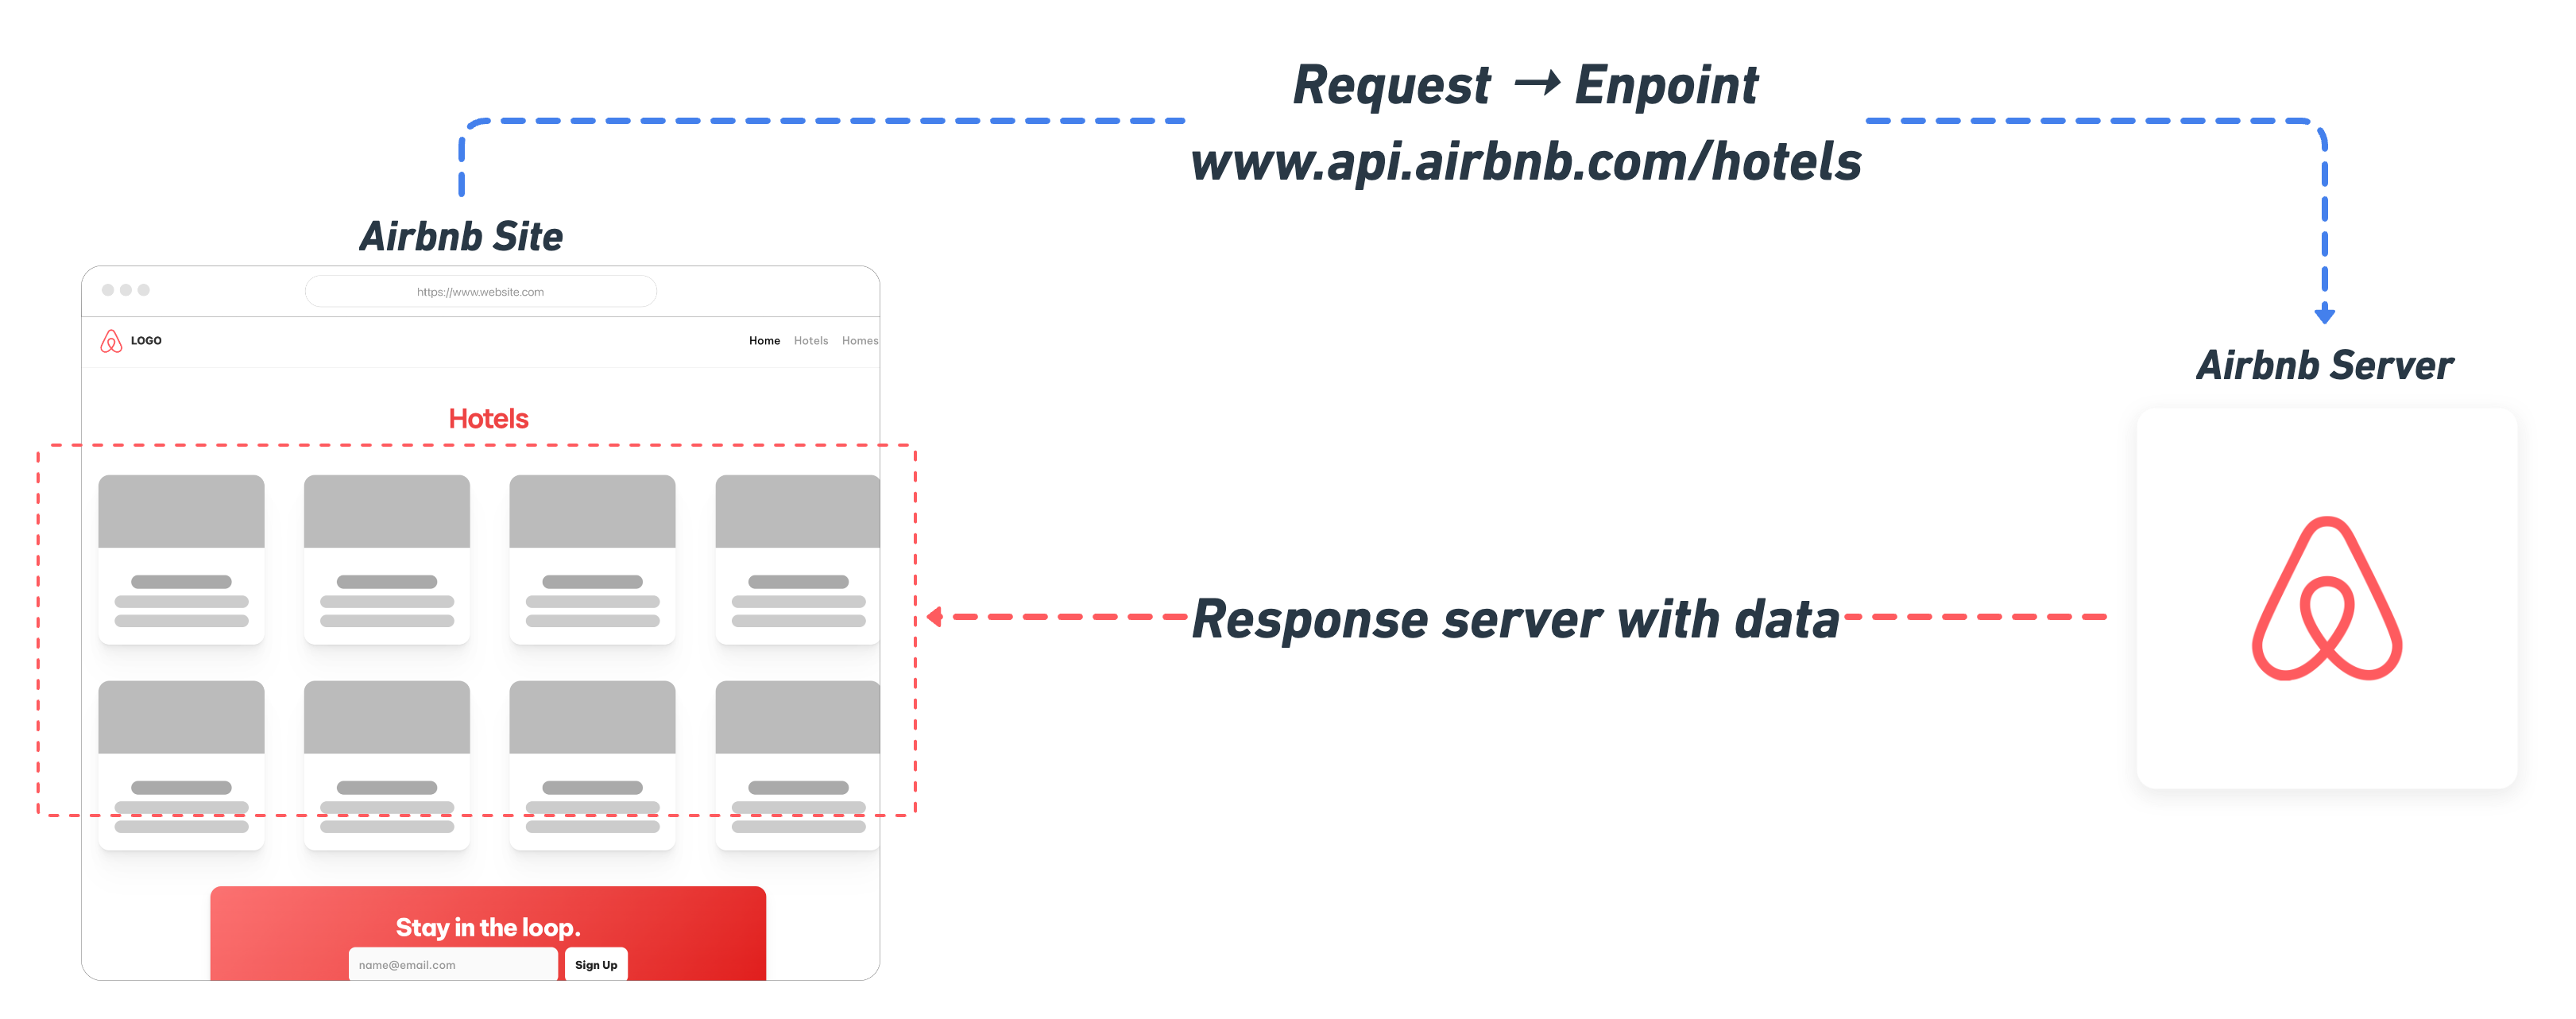 Request → Enpoint
www.api.airbnb.com/hotels
Airbnb Site
https://www.website.com
LOGO
Home Hotels Homes
Hotels
Airbnb Server
Response server with data
Stay in the loop.
name@email.com Sign Up